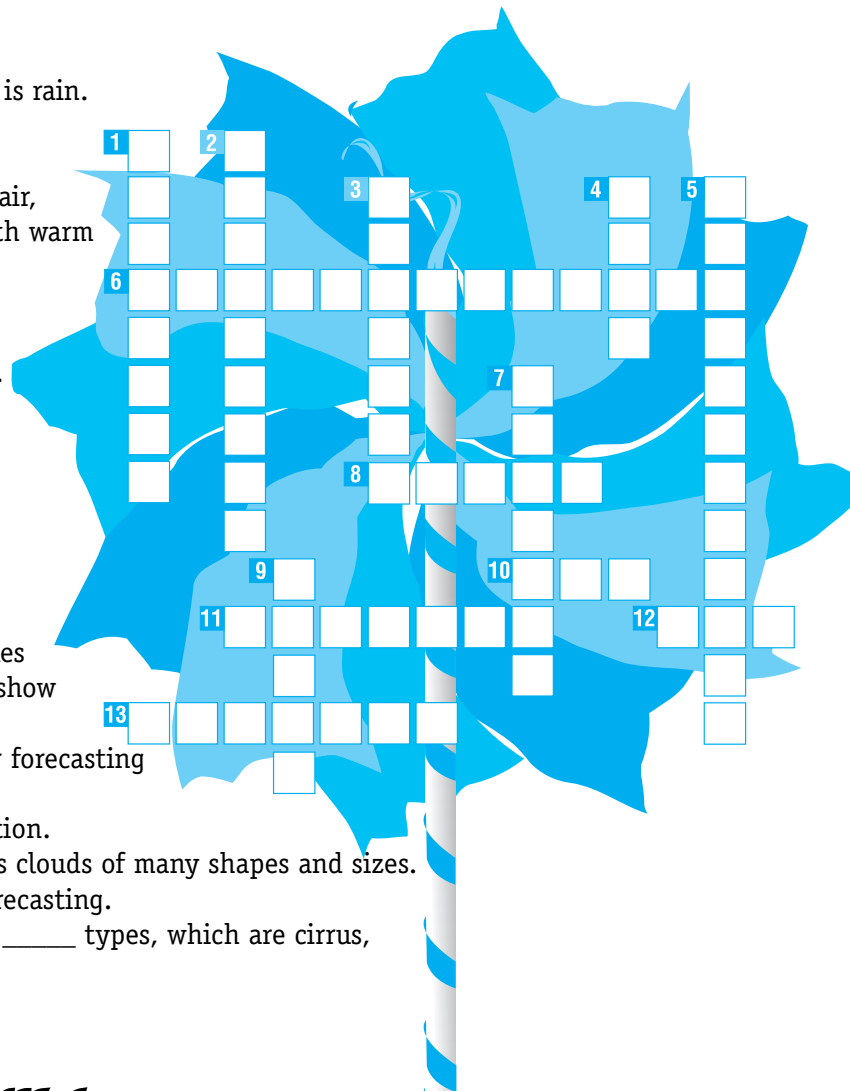 is rain.
1
2
air,
3
4
5
th warm
6
.
7
8
9
10
11
12
es
show
13
forecasting
tion.
s clouds of many shapes and sizes.
recasting.
_____ types, which are cirrus,